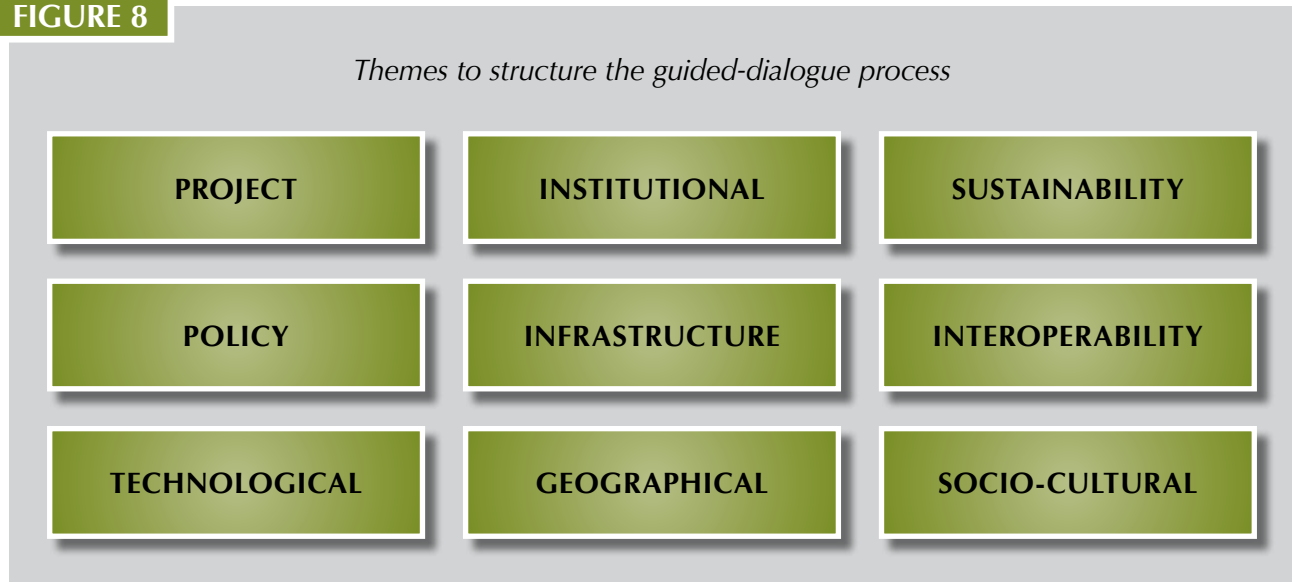 FIGURE 8
Themes to structure the guided-dialogue process
PROJECT INSTITUTIONAL SUSTAINABILITY
POLICY INFRASTRUCTURE INTEROPERABILITY
TECHNOLOGICAL GEOGRAPHICAL SOCIO-CULTURAL